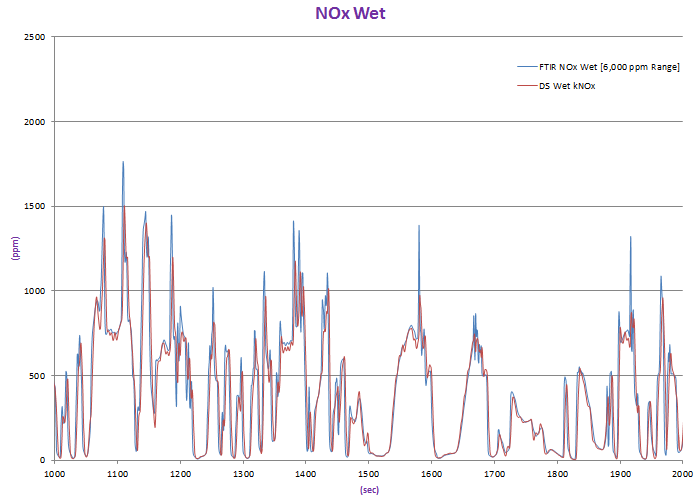 NOx Wet
2500
FTIR NOx Wet [6,000 ppm Range]
DS Wet kNOx
2000
1500
(ppm)
1000
500
0
1000 1100 1200 1300 1400 1500 1600 1700 1800 1900 2000
(sec)